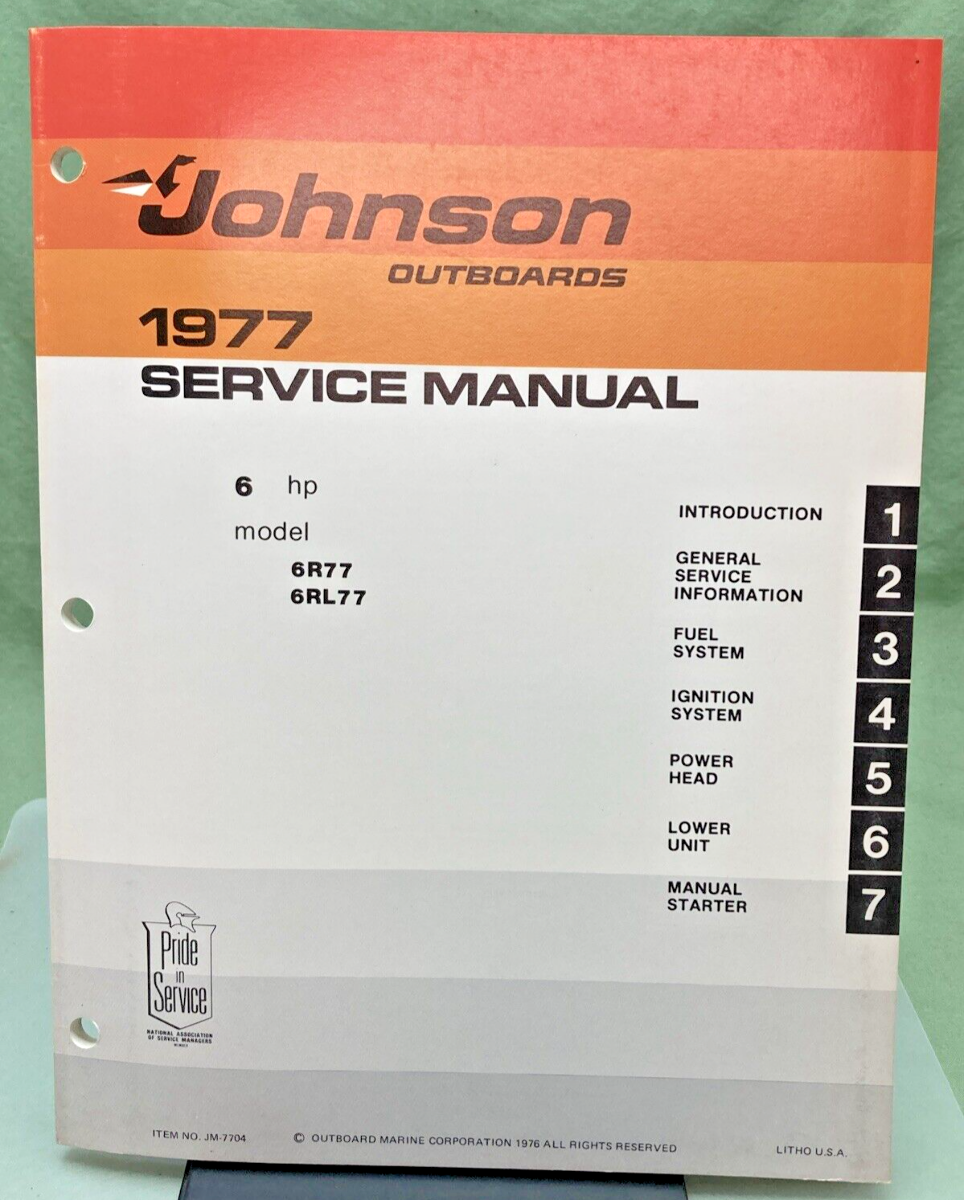 Johnson
OUTBOARDS
1977
SERVICE MANUAL
6 hp
model
6R77
6RL77
INTRODUCTION 1
GENERAL
SERVICE
INFORMATION 2
FUEL
SYSTEM 3
IGNITION
SYSTEM 4
POWER
HEAD 5
LOWER
UNIT 6
MANUAL
STARTER 7
Pride
in
Service
NATIONAL ASSOCIATION
OF SERVICE MANAGERS
ITEM NO. JM-7704 © OUTBOARD MARINE CORPORATION 1976 ALL RIGHTS RESERVED LITHO U.S.A.